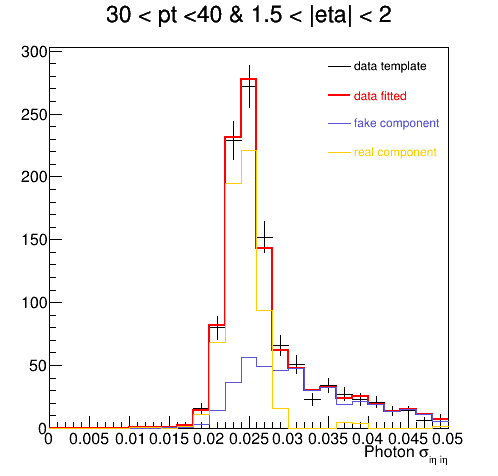 30 < pt <40 & 1.5 < |eta| < 2
data template
data fitted
fake component
real component
300
250
200
150
100
50
0
0 0.005 0.01 0.015 0.02 0.025 0.03 0.035 0.04 0.045 0.05
Photon σiη iη